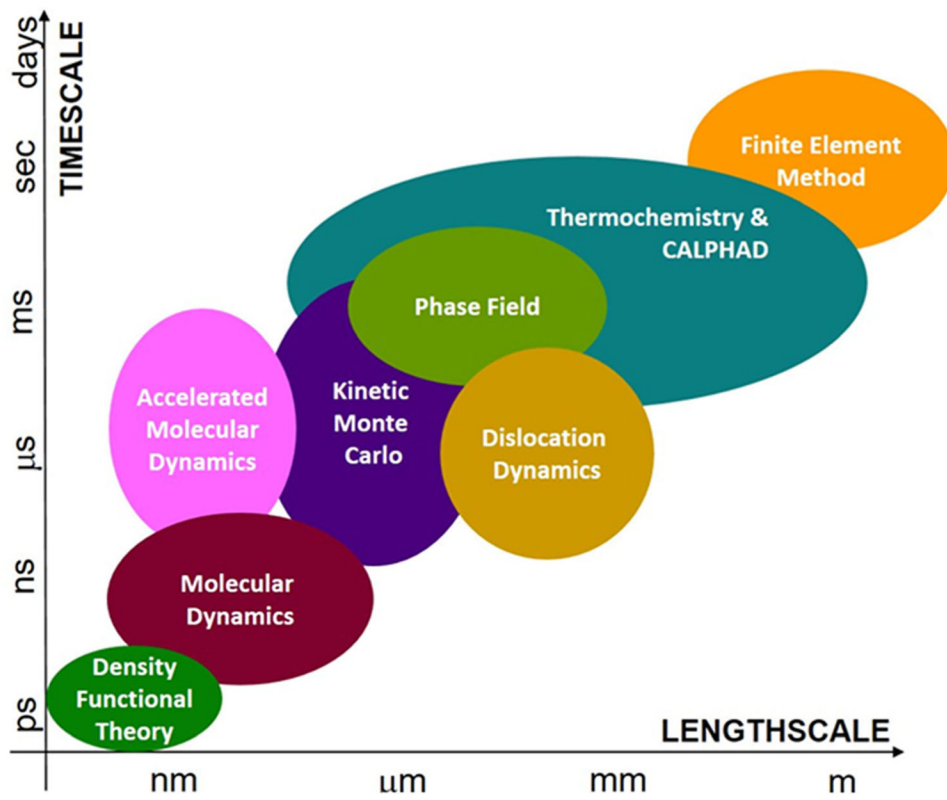 days
sec
ms
μs
ns
ps
TIMESCALE
Finite Element
Method
Thermochemistry &
CALPHAD
Phase Field
Accelerated
Molecular
Dynamics
Kinetic
Monte
Carlo
Dislocation
Dynamics
Molecular
Dynamics
Density
Functional
Theory
LENGTHSCALE
nm
μm
mm
m